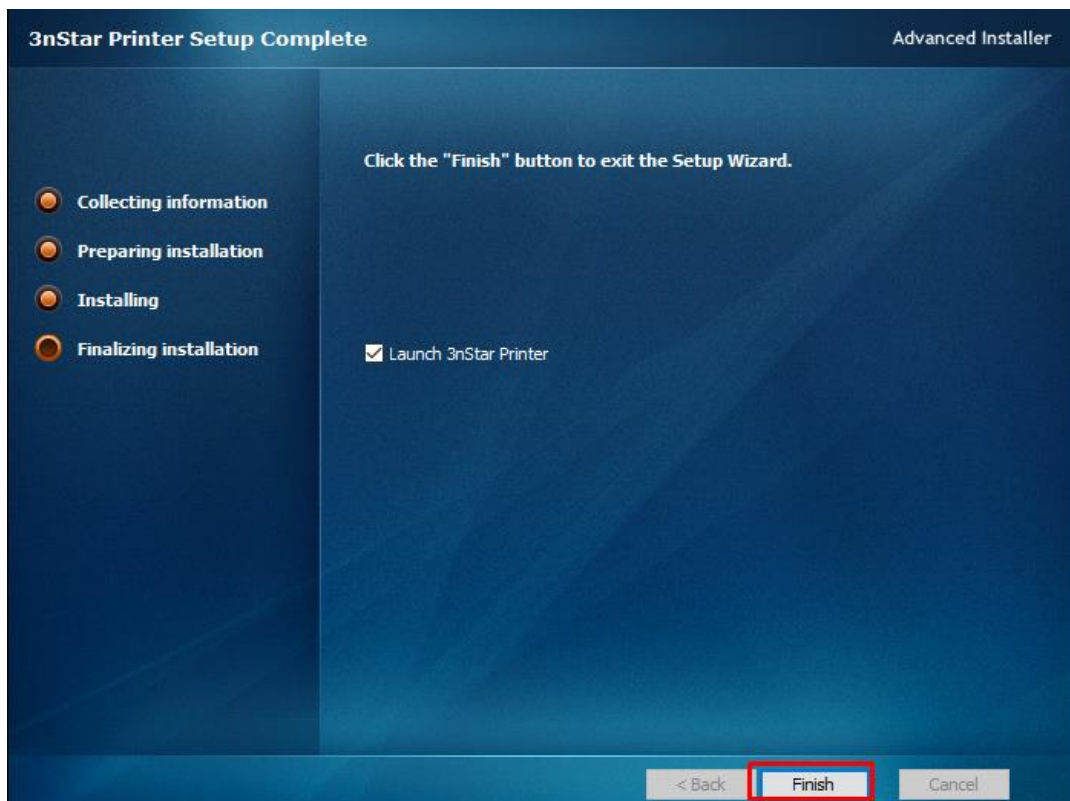 3nStar Printer Setup Complete
Advanced Installer
Click the "Finish" button to exit the Setup Wizard.
Collecting information
Preparing installation
Installing
Finalizing installation
Launch 3nStar Printer
< Back
Finish
Cancel